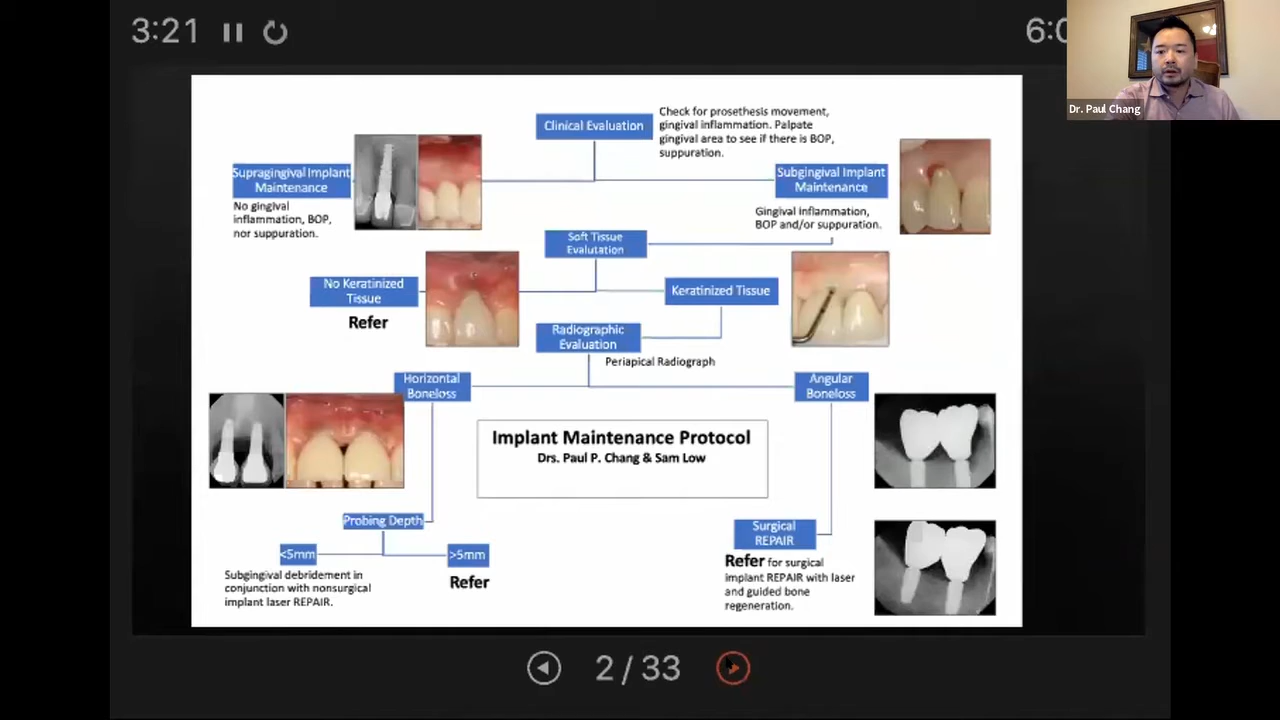 3:21
6:0
Dr. Paul Chang
Clinical Evaluation
Check for prosethesis movement,
gingival inflammation. Palpate
gingival area to see if there is BOP,
suppuration.
Supragingival Implant
Maintenance
No gingival
inflammation, BOP,
nor suppuration.
Subgingival Implant
Maintenance
Gingival inflammation,
BOP and/or suppuration.
Soft Tissue
Evalutation
No Keratinized
Tissue
Refer
Keratinized Tissue
Radiographic
Evaluation
Periapical Radiograph
Horizontal
Boneloss
Angular
Boneloss
Implant Maintenance Protocol
Drs. Paul P. Chang & Sam Low
Probing Depth
<5mm
>5mm
Subgingival debridement in
conjunction with nonsurgical
implant laser REPAIR.
Refer
Surgical
REPAIR
Refer for surgical
implant REPAIR with laser
and guided bone
regeneration.
2 / 33